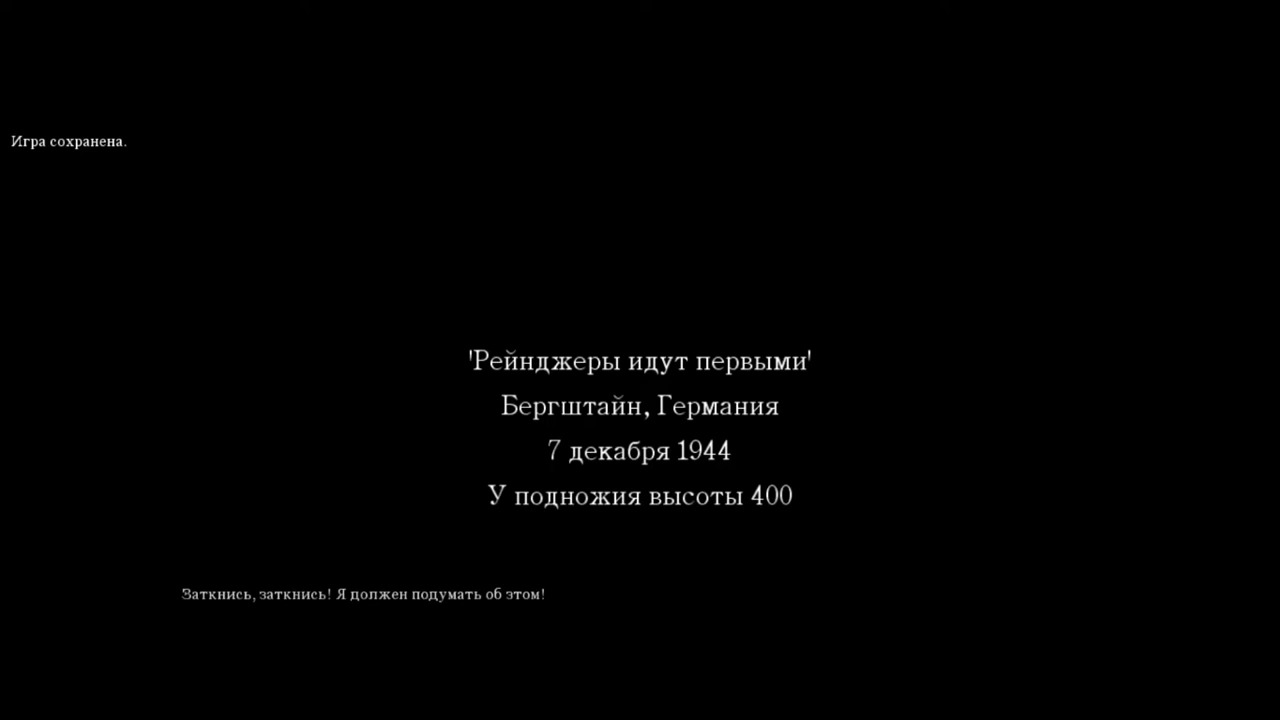 Игра сохранена.
'Рейнджеры идут первыми'
Бергштайн, Германия
7 декабря 1944
У подножия высоты 400
Заткнись, заткнись! Я должен подумать об этом!